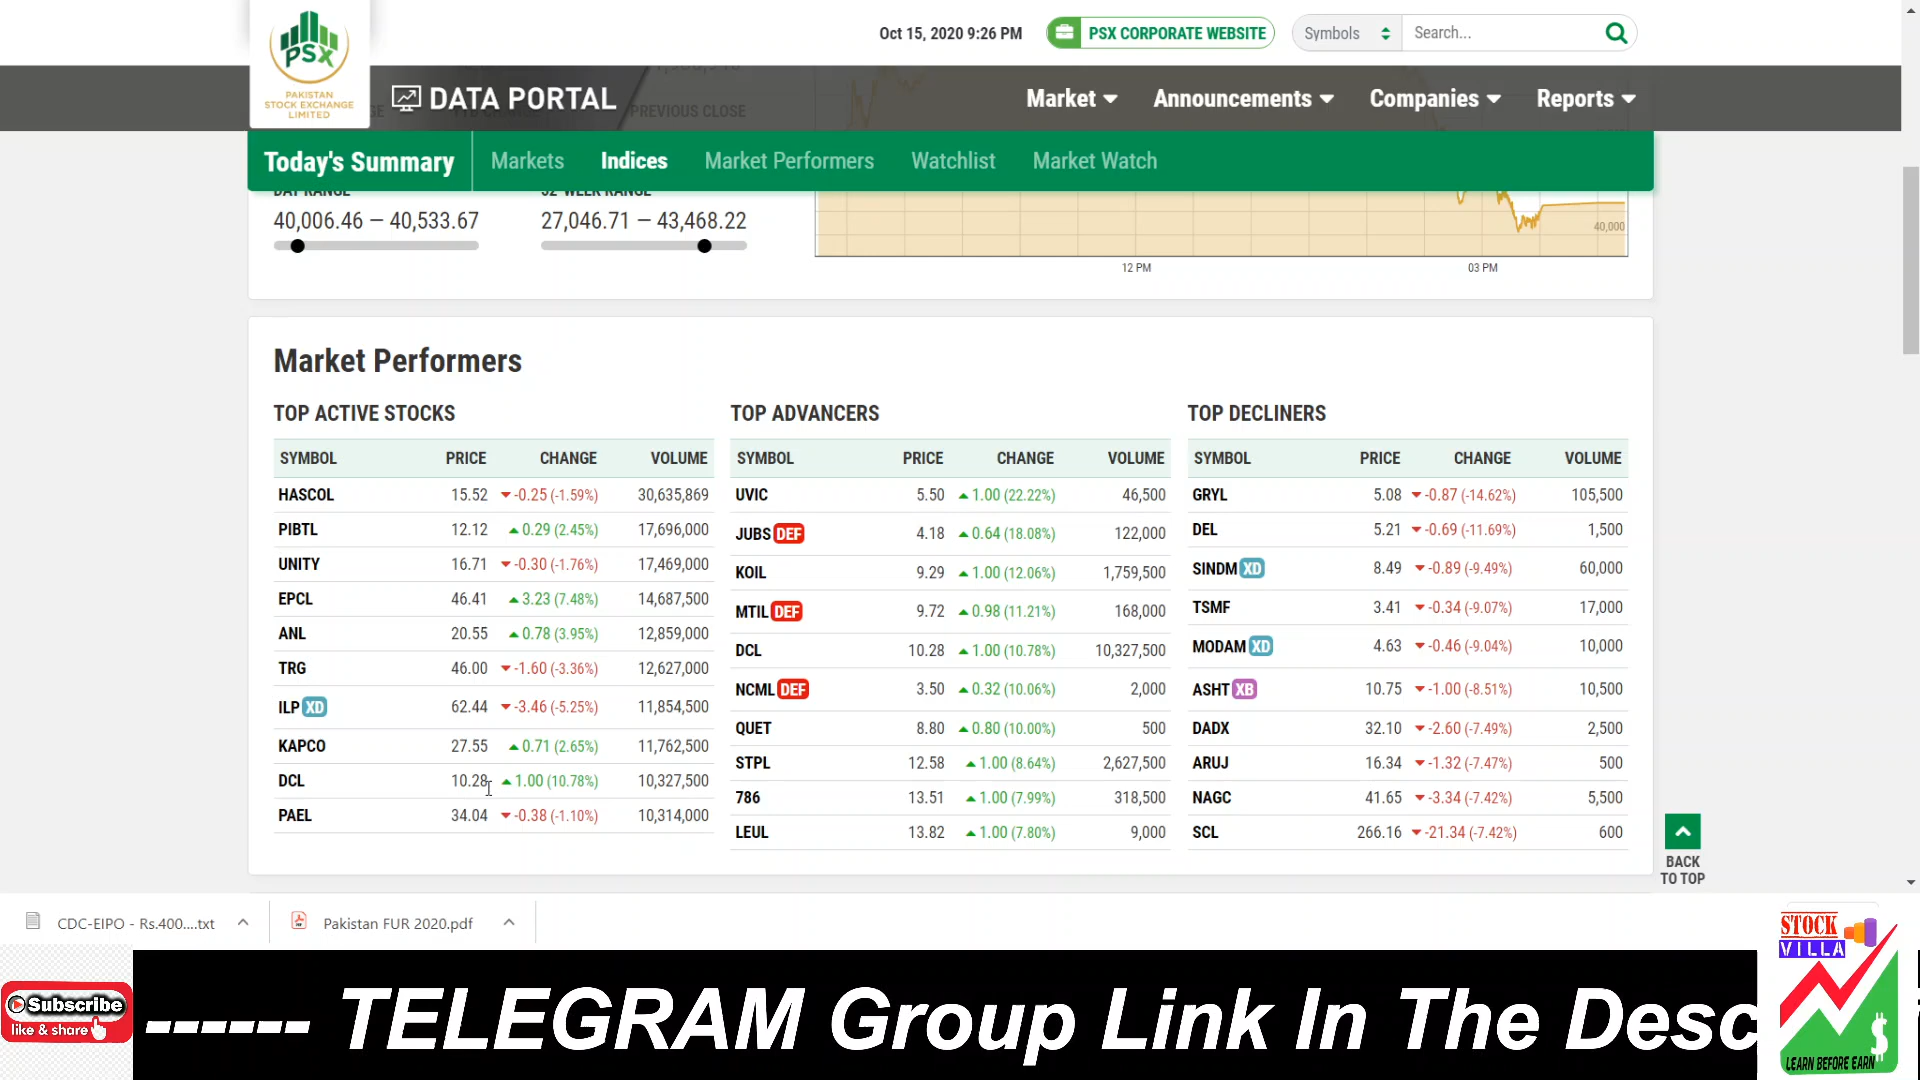 PSX
PAKISTAN
STOCK EXCHANGE
LIMITED
Oct 15, 2020 9:26 PM
PSX CORPORATE WEBSITE
Symbols
Search...
DATA PORTAL
PREVIOUS CLOSE
Market
Announcements
Companies
Reports
Today's Summary
Markets
Indices
Market Performers
Watchlist
Market Watch
DAY RANGE
52-WEEK RANGE
40,006.46 — 40,533.67
27,046.71 — 43,468.22
40,000
12 PM
03 PM
Market Performers
TOP ACTIVE STOCKS
SYMBOL PRICE CHANGE VOLUME
HASCOL 15.52 -0.25 (-1.59%) 30,635,869
PIBTL 12.12 0.29 (2.45%) 17,696,000
UNITY 16.71 -0.30 (-1.76%) 17,469,000
EPCL 46.41 3.23 (7.48%) 14,687,500
ANL 20.55 0.78 (3.95%) 12,859,000
TRG 46.00 -1.60 (-3.36%) 12,627,000
ILP XD 62.44 -3.46 (-5.25%) 11,854,500
KAPCO 27.55 0.71 (2.65%) 11,762,500
DCL 10.28 1.00 (10.78%) 10,327,500
PAEL 34.04 -0.38 (-1.10%) 10,314,000
TOP ADVANCERS
SYMBOL PRICE CHANGE VOLUME
UVIC 5.50 1.00 (22.22%) 46,500
JUBS DEF 4.18 0.64 (18.08%) 122,000
KOIL 9.29 1.00 (12.06%) 1,759,500
MTIL DEF 9.72 0.98 (11.21%) 168,000
DCL 10.28 1.00 (10.78%) 10,327,500
NCML DEF 3.50 0.32 (10.06%) 2,000
QUET 8.80 0.80 (10.00%) 500
STPL 12.58 1.00 (8.64%) 2,627,500
786 13.51 1.00 (7.99%) 318,500
LEUL 13.82 1.00 (7.80%) 9,000
TOP DECLINERS
SYMBOL PRICE CHANGE VOLUME
GRYL 5.08 -0.87 (-14.62%) 105,500
DEL 5.21 -0.69 (-11.69%) 1,500
SINDM XD 8.49 -0.89 (-9.49%) 60,000
TSMF 3.41 -0.34 (-9.07%) 17,000
MODAM XD 4.63 -0.46 (-9.04%) 10,000
ASHT XB 10.75 -1.00 (-8.51%) 10,500
DADX 32.10 -2.60 (-7.49%) 2,500
ARUJ 16.34 -1.32 (-7.47%) 500
NAGC 41.65 -3.34 (-7.42%) 5,500
SCL 266.16 -21.34 (-7.42%) 600
BACK
TO TOP
CDC-EIPO - Rs.400....txt
Pakistan FUR 2020.pdf
Subscribe
like & share
------ TELEGRAM Group Link In The Desc
STOCK
VILLA
$
LEARN BEFORE EARN